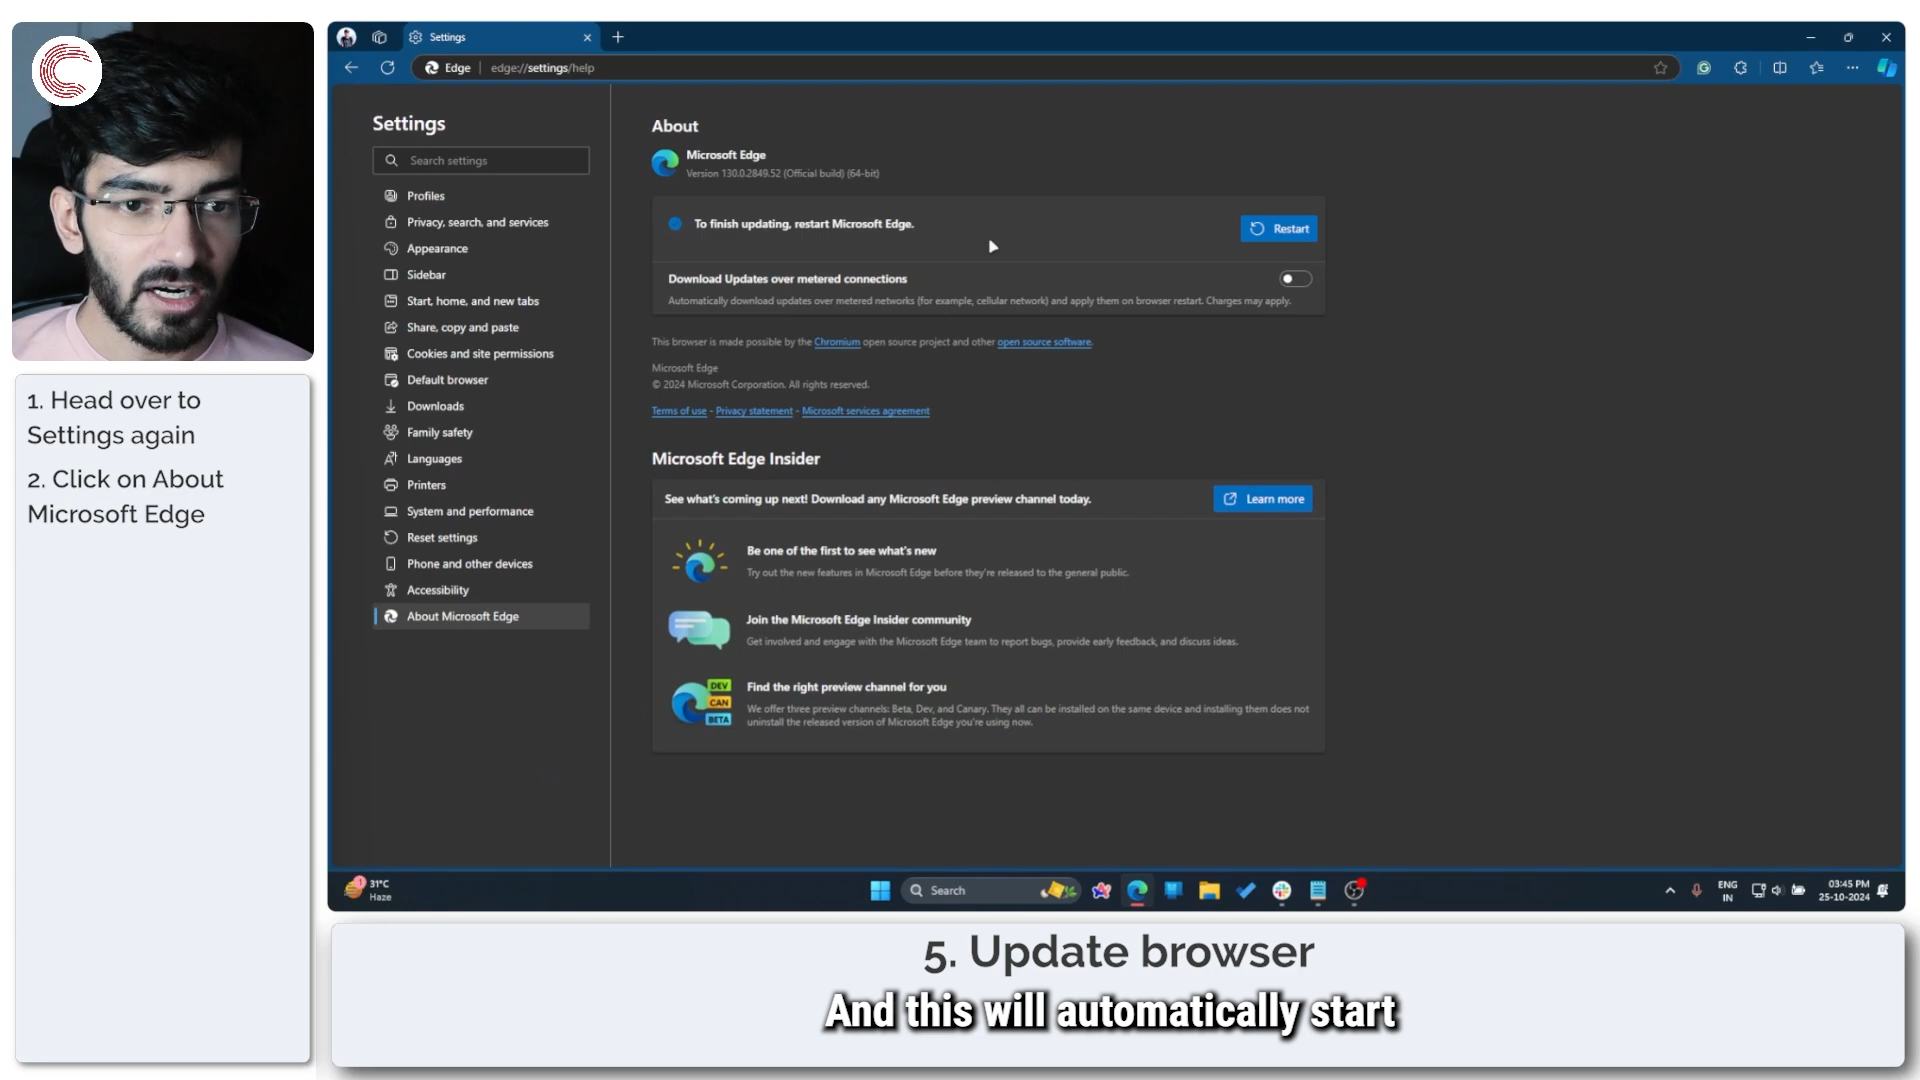 Settings
Edge
edge://settings/help
Settings
Search settings
Profiles
Privacy, search, and services
Appearance
Sidebar
Start, home, and new tabs
Share, copy and paste
Cookies and site permissions
Default browser
Downloads
Family safety
Languages
Printers
System and performance
Reset settings
Phone and other devices
Accessibility
About Microsoft Edge
About
Microsoft Edge
Version 130.0.2849.52 (Official build) (64-bit)
To finish updating, restart Microsoft Edge.
Restart
Download Updates over metered connections
Automatically download updates over metered networks (for example, cellular network) and apply them on browser restart. Charges may apply.
This browser is made possible by the Chromium open source project and other open source software.
Microsoft Edge
© 2024 Microsoft Corporation. All rights reserved.
Terms of use - Privacy statement - Microsoft services agreement
Microsoft Edge Insider
See what's coming up next! Download any Microsoft Edge preview channel today.
Learn more
Be one of the first to see what's new
Try out the new features in Microsoft Edge before they're released to the general public.
Join the Microsoft Edge Insider community
Get involved and engage with the Microsoft Edge team to report bugs, provide early feedback, and discuss ideas.
DEV
CAN
BETA
Find the right preview channel for you
We offer three preview channels: Beta, Dev, and Canary. They all can be installed on the same device and installing them does not
uninstall the released version of Microsoft Edge you're using now.
1. Head over to
Settings again
2. Click on About
Microsoft Edge
1
31°C
Haze
Search
ENG
IN
03:45 PM
25-10-2024
5. Update browser
And this will automatically start